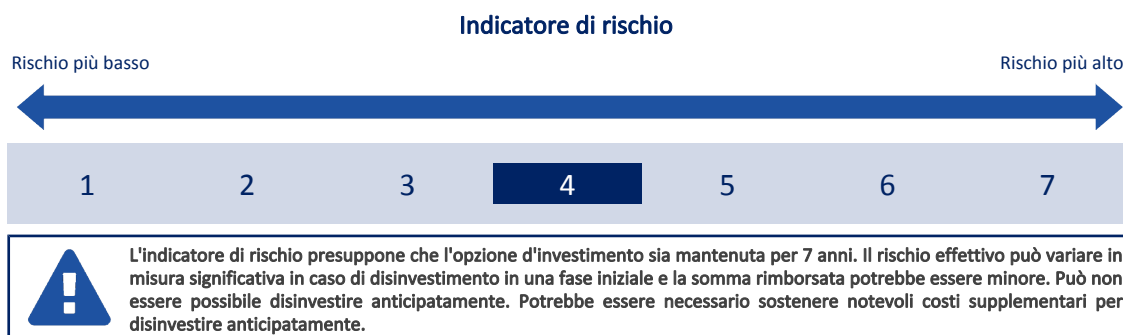 Indicatore di rischio
Rischio più basso
Rischio più alto
1 2 3 4 5 6 7
L'indicatore di rischio presuppone che l'opzione d'investimento sia mantenuta per 7 anni. Il rischio effettivo può variare in
misura significativa in caso di disinvestimento in una fase iniziale e la somma rimborsata potrebbe essere minore. Può non
essere possibile disinvestire anticipatamente. Potrebbe essere necessario sostenere notevoli costi supplementari per
disinvestire anticipatamente.